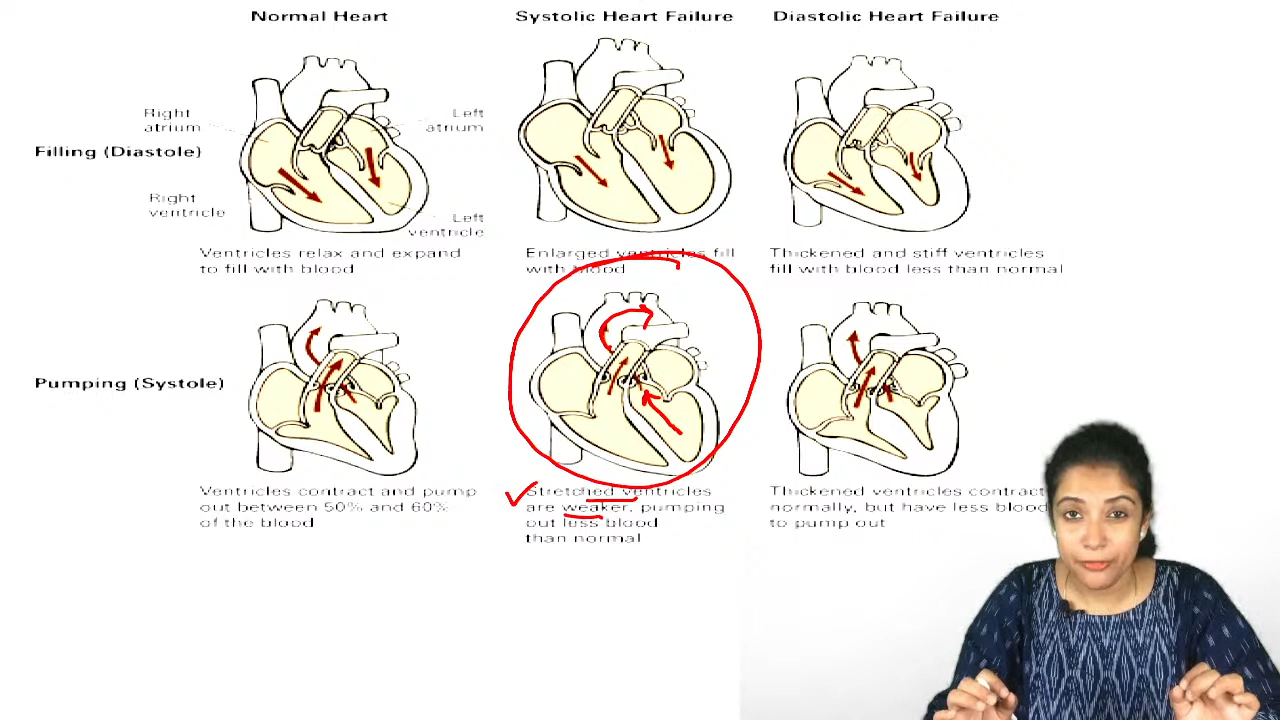 Normal Heart
Systolic Heart Failure
Diastolic Heart Failure
Right
atrium
Left
atrium
Filling (Diastole)
Right
ventricle
Left
ventricle
Ventricles relax and expand
to fill with blood
Enlarged ventricles fill
with blood
Thickened and stiff ventricles
fill with blood less than normal
Pumping (Systole)
Ventricles contract and pump
out between 50% and 60%
of the blood
Stretched ventricles
are weaker, pumping
out less blood
than normal
Thickened ventricles contract
normally, but have less blood
to pump out